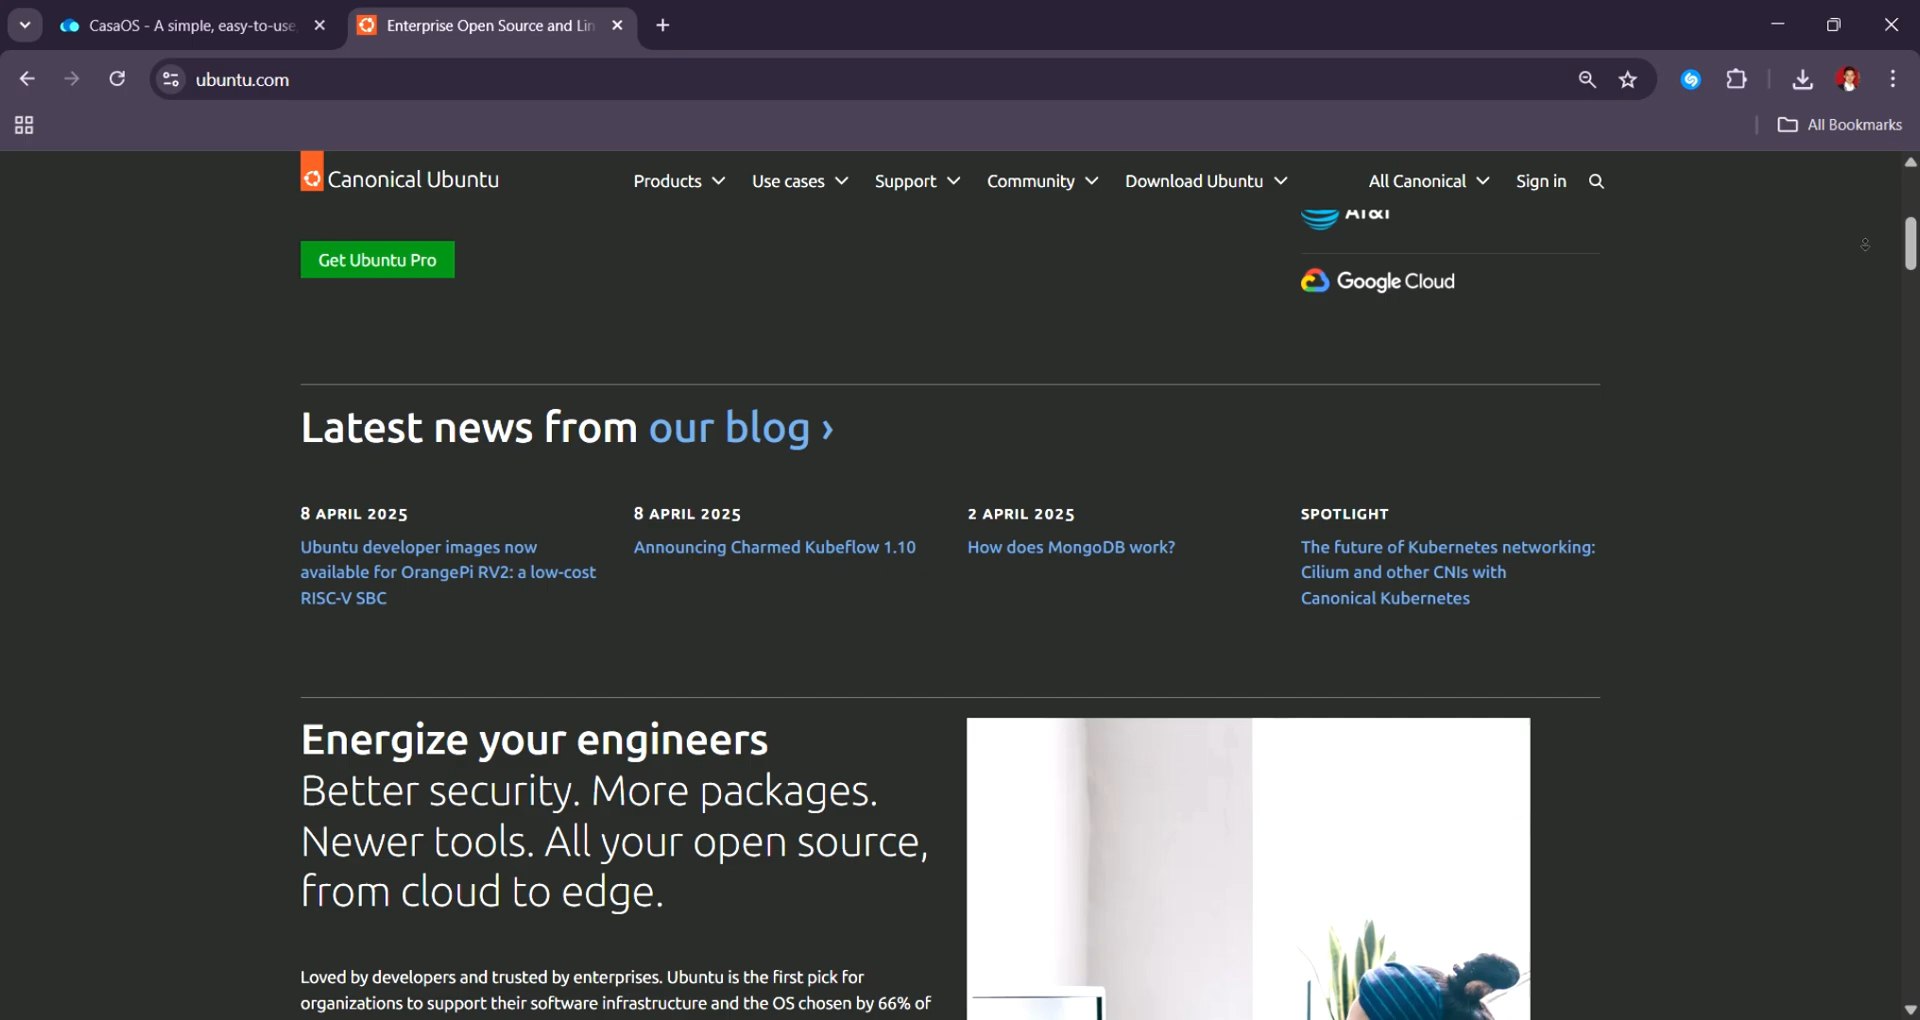 CasaOS - A simple, easy-to-use,
Enterprise Open Source and Lin
ubuntu.com
All Bookmarks
Canonical Ubuntu
Products
Use cases
Support
Community
Download Ubuntu
All Canonical
Sign in
AT&T
Get Ubuntu Pro
Google Cloud
Latest news from our blog ›
8 APRIL 2025
Ubuntu developer images now
available for OrangePi RV2: a low-cost
RISC-V SBC
8 APRIL 2025
Announcing Charmed Kubeflow 1.10
2 APRIL 2025
How does MongoDB work?
SPOTLIGHT
The future of Kubernetes networking:
Cilium and other CNIs with
Canonical Kubernetes
Energize your engineers
Better security. More packages.
Newer tools. All your open source,
from cloud to edge.
Loved by developers and trusted by enterprises. Ubuntu is the first pick for
organizations to support their software infrastructure and the OS chosen by 66% of